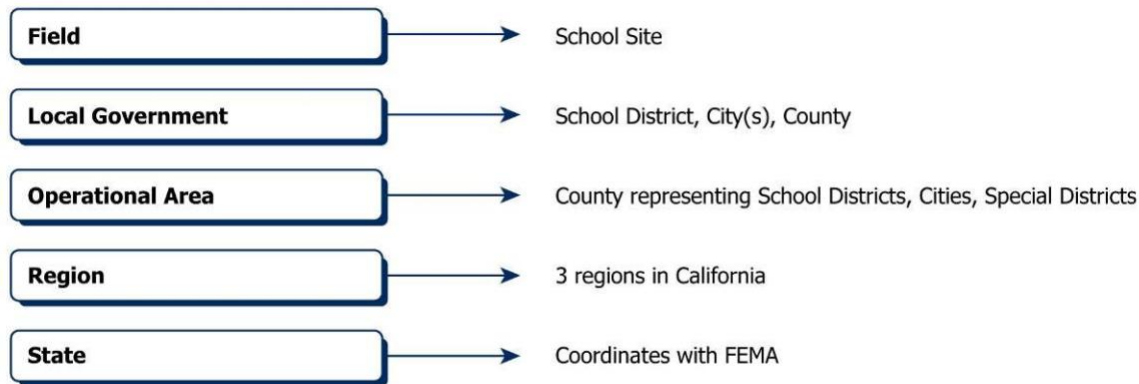 Field
School Site
Local Government
School District, City(s), County
Operational Area
County representing School Districts, Cities, Special Districts
Region
3 regions in California
State
Coordinates with FEMA